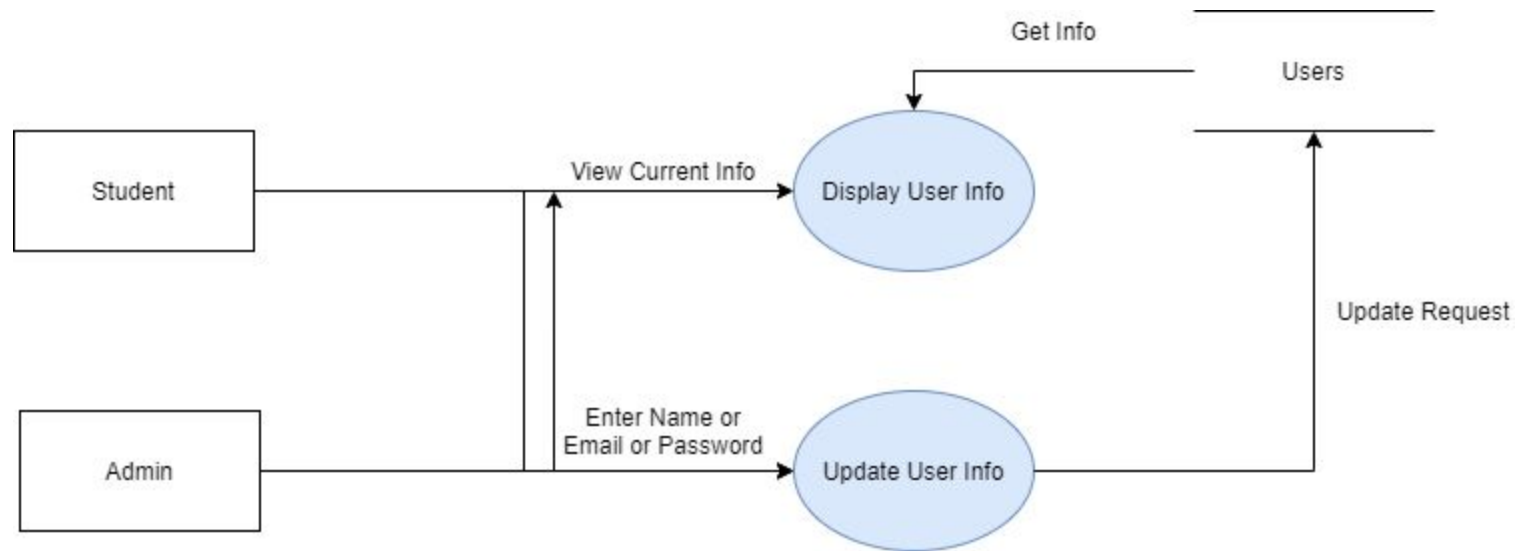 Get Info
Users
Student
View Current Info
Display User Info
Update Request
Enter Name or
Email or Password
Admin
Update User Info